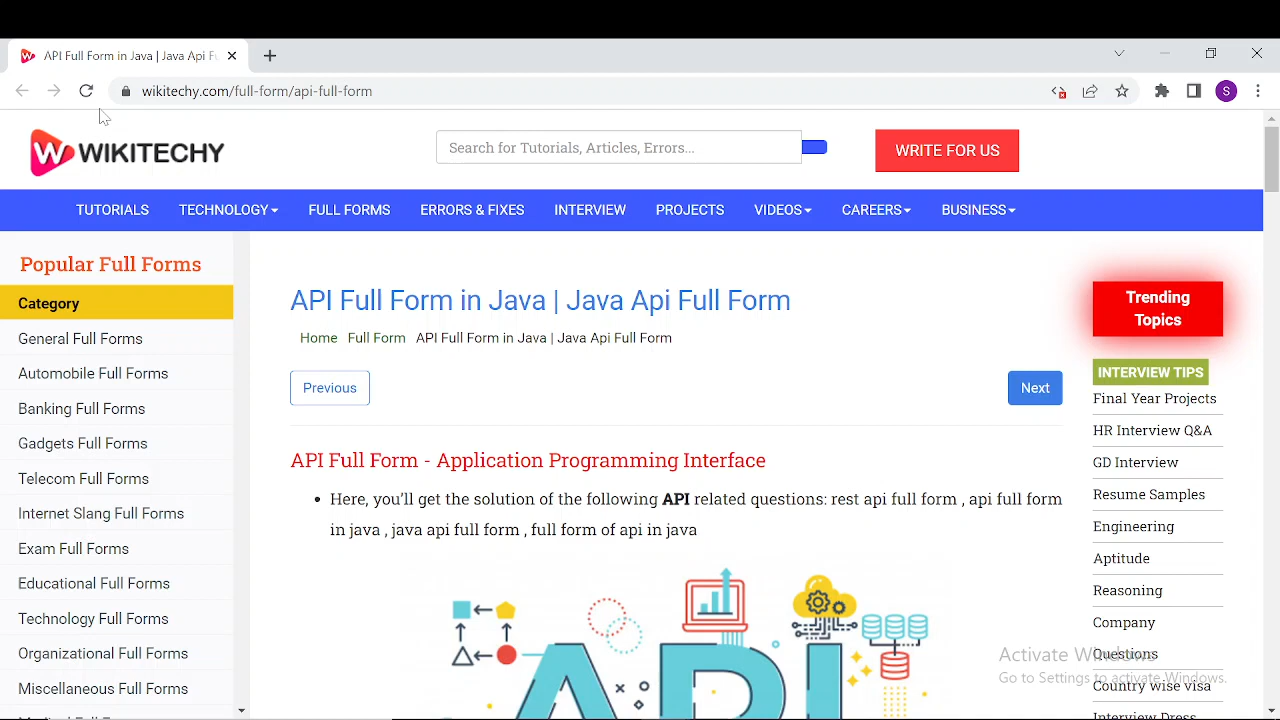 API Full Form in Java | Java Api Fu
wikitechy.com/full-form/api-full-form
S
W WIKITECHY
Search for Tutorials, Articles, Errors...
WRITE FOR US
TUTORIALS TECHNOLOGY FULL FORMS ERRORS & FIXES INTERVIEW PROJECTS VIDEOS CAREERS BUSINESS
Popular Full Forms
Category
General Full Forms
Automobile Full Forms
Banking Full Forms
Gadgets Full Forms
Telecom Full Forms
Internet Slang Full Forms
Exam Full Forms
Educational Full Forms
Technology Full Forms
Organizational Full Forms
Miscellaneous Full Forms
API Full Form in Java | Java Api Full Form
Home Full Form API Full Form in Java | Java Api Full Form
Previous
Next
API Full Form - Application Programming Interface
• Here, you'll get the solution of the following API related questions: rest api full form , api full form
in java , java api full form , full form of api in java
API
Trending
Topics
INTERVIEW TIPS
Final Year Projects
HR Interview Q&A
GD Interview
Resume Samples
Engineering
Aptitude
Reasoning
Company
Questions
Country wise visa
Interview Dress
Activate Windows
Go to Settings to activate Windows.